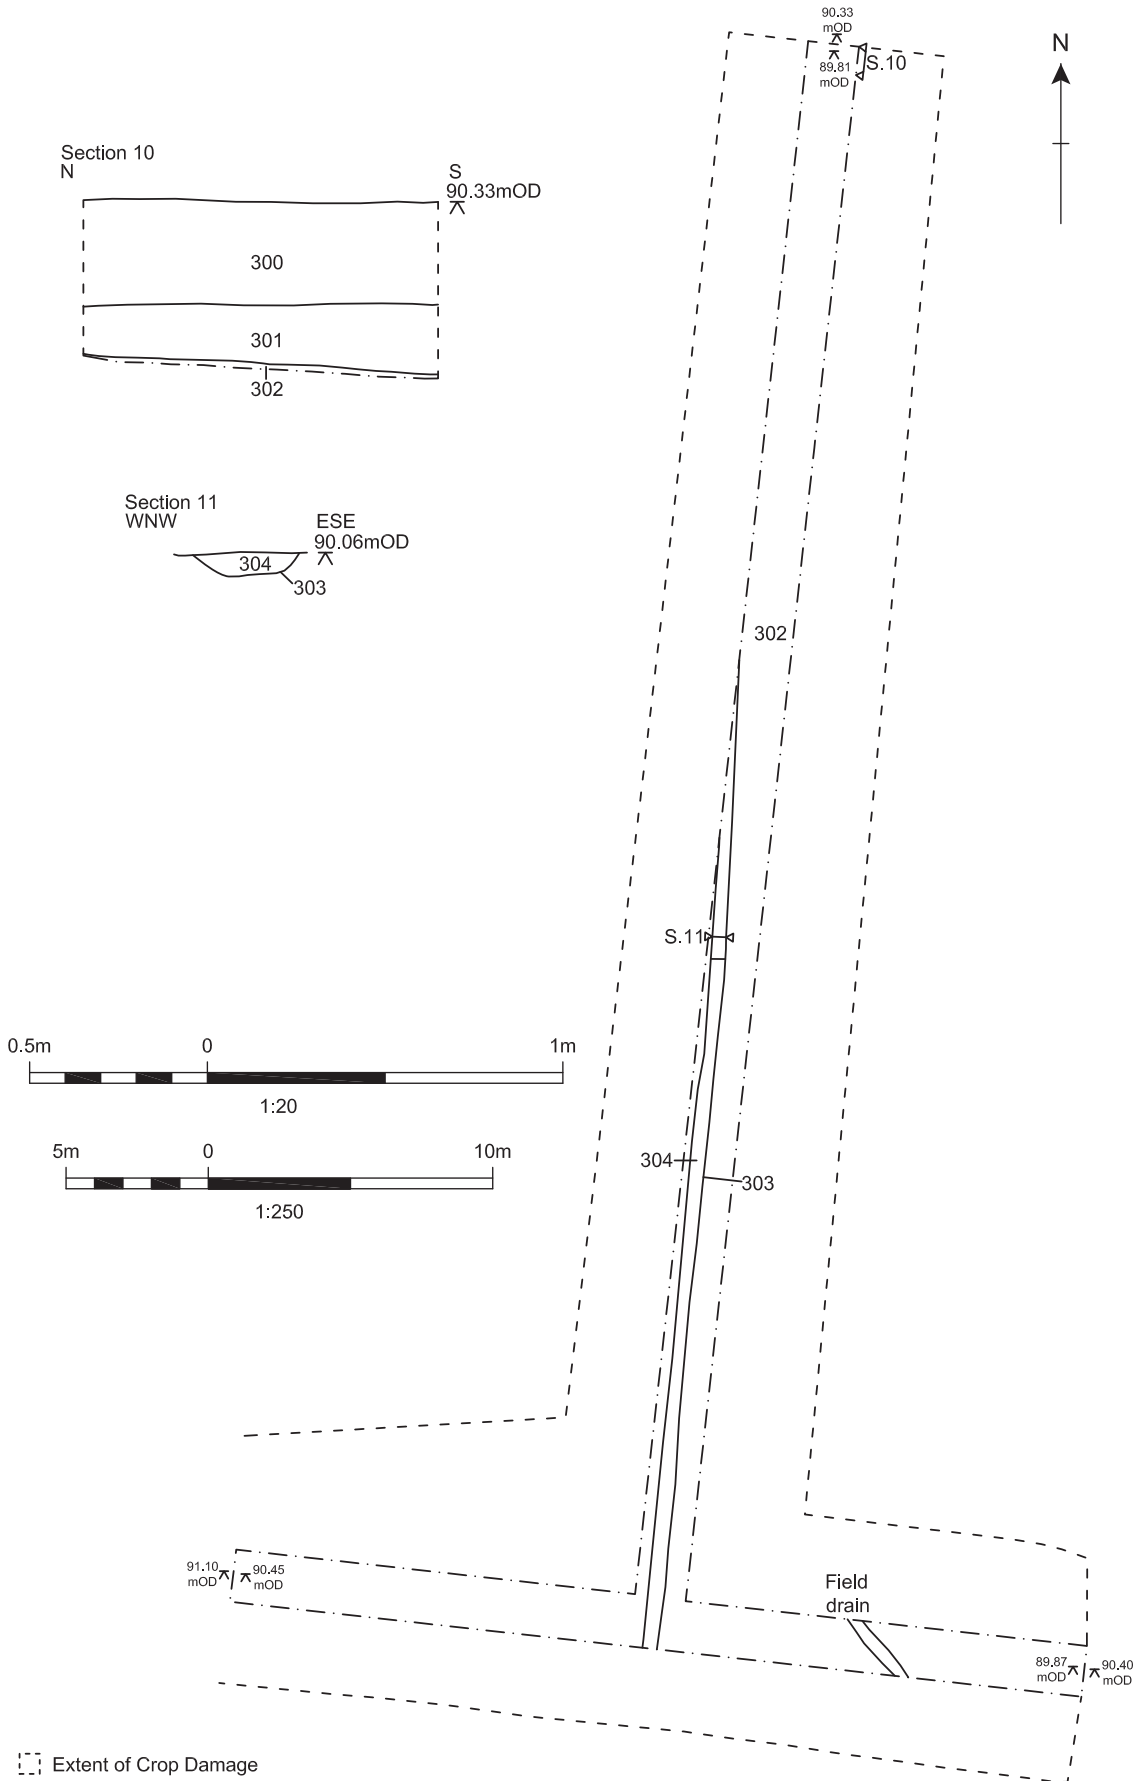 90.33
mOD
89.81
mOD
S.10
N
Section 10
N
S
90.33mOD
300
301
302
Section 11
WNW
ESE
90.06mOD
304
303
302
S.11
0.5m 0 1m
1:20
5m 0 10m
1:250
304
303
91.10
mOD
90.45
mOD
Field
drain
89.87
mOD
90.40
mOD
Extent of Crop Damage